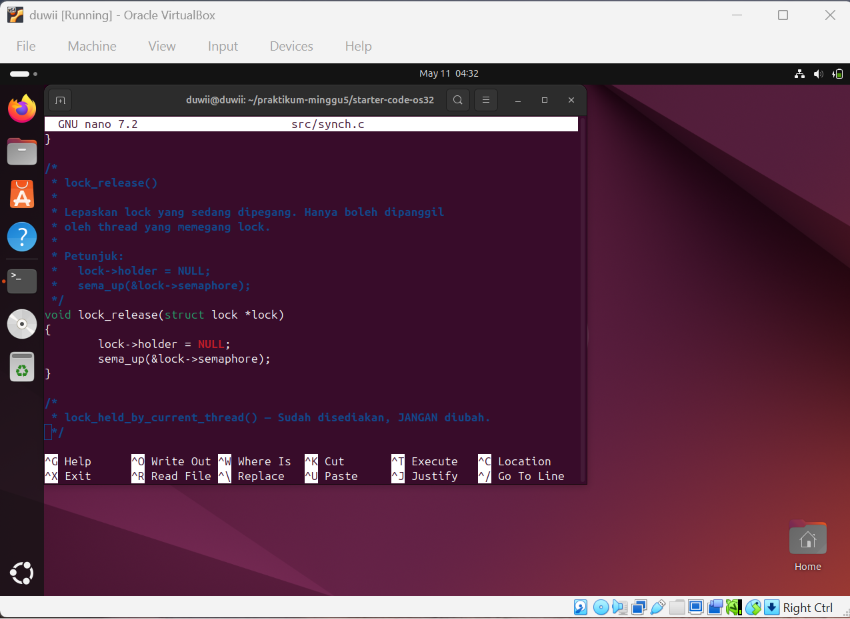 duwii [Running] - Oracle VirtualBox
File Machine View Input Devices Help
May 11 04:32
duwii@duwii: ~/praktikum-minggu5/starter-code-os32
GNU nano 7.2 src/synch.c
}
/*
* lock_release()
*
* Lepaskan lock yang sedang dipegang. Hanya boleh dipanggil
* oleh thread yang memegang lock.
*
* Petunjuk:
* lock->holder = NULL;
* sema_up(&lock->semaphore);
*/
void lock_release(struct lock *lock)
{
lock->holder = NULL;
sema_up(&lock->semaphore);
}
/*
* lock_held_by_current_thread() — Sudah disediakan, JANGAN diubah.
*/
^G Help ^O Write Out ^W Where Is ^K Cut ^T Execute ^C Location
^X Exit ^R Read File ^\ Replace ^U Paste ^J Justify ^/ Go To Line
Home
Right Ctrl